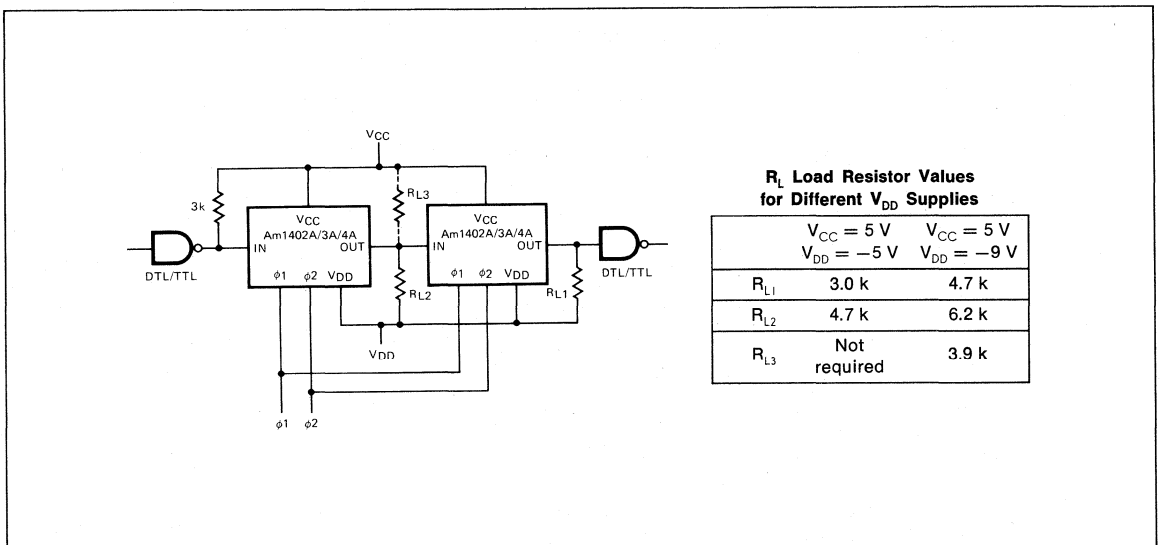 VCC
RL3
3k
VCC
Am1402A/3A/4A
IN OUT
φ1 φ2 VDD
VCC
Am1402A/3A/4A
IN OUT
φ1 φ2 VDD
DTL/TTL
DTL/TTL
RL2
RL1
VDD
φ1 φ2
RL Load Resistor Values
for Different VDD Supplies
VCC = 5 V VCC = 5 V
VDD = −5 V VDD = −9 V
RL1 3.0 k 4.7 k
RL2 4.7 k 6.2 k
RL3 Not required 3.9 k